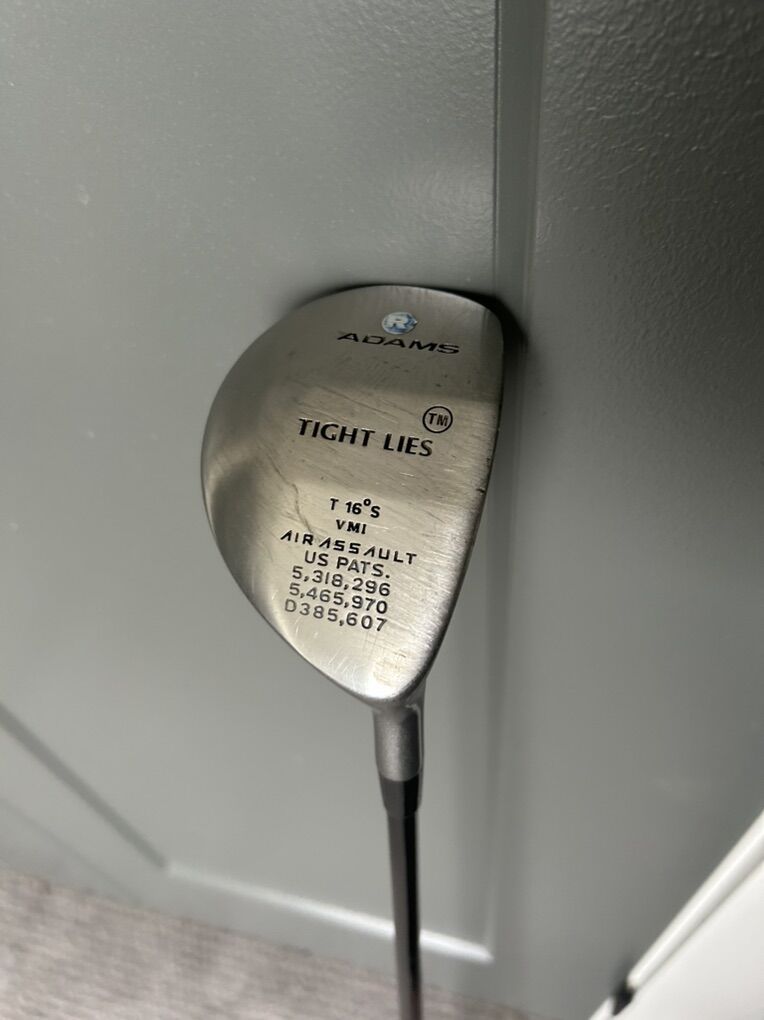 R
ADAMS
TM
TIGHT LIES
T 16°S
VMI
AIR ASSAULT
US PATS.
5,318,296
5,465,970
D385,607